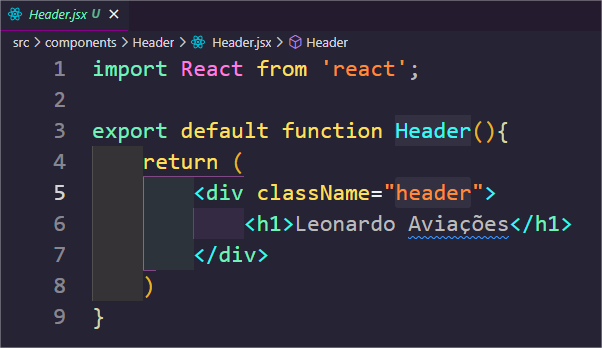 Header.jsx U ✕
src > components > Header > Header.jsx > Header
1 import React from 'react';
2
3 export default function Header(){
4 return (
5 <div className="header">
6 <h1>Leonardo Aviações</h1>
7 </div>
8 )
9 }